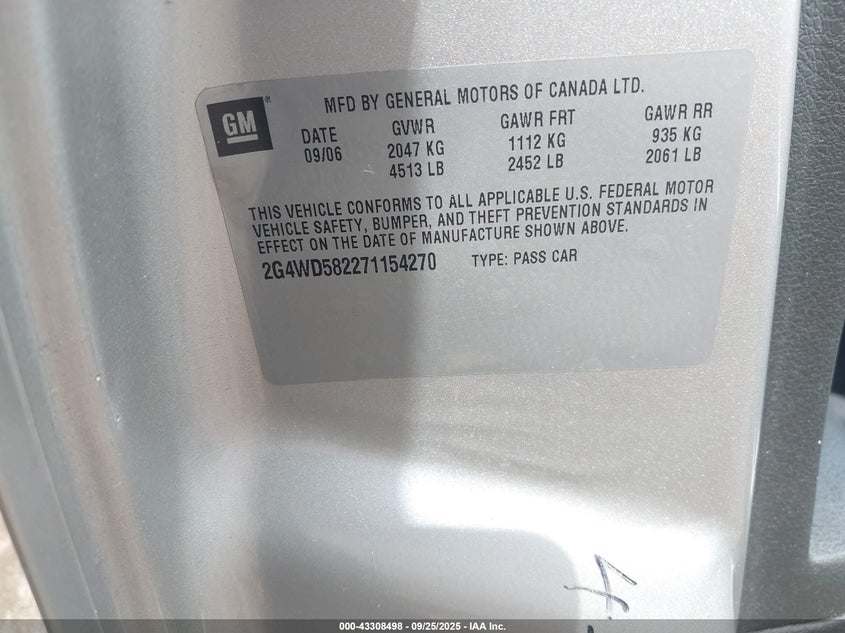 GM
®
MFD BY GENERAL MOTORS OF CANADA LTD.
DATE GVWR GAWR FRT GAWR RR
09/06 2047 KG 1112 KG 935 KG
4513 LB 2452 LB 2061 LB
THIS VEHICLE CONFORMS TO ALL APPLICABLE U.S. FEDERAL MOTOR
VEHICLE SAFETY, BUMPER, AND THEFT PREVENTION STANDARDS IN
EFFECT ON THE DATE OF MANUFACTURE SHOWN ABOVE.
2G4WD582271154270 TYPE: PASS CAR
000-43308498 - 09/25/2025 - IAA Inc.